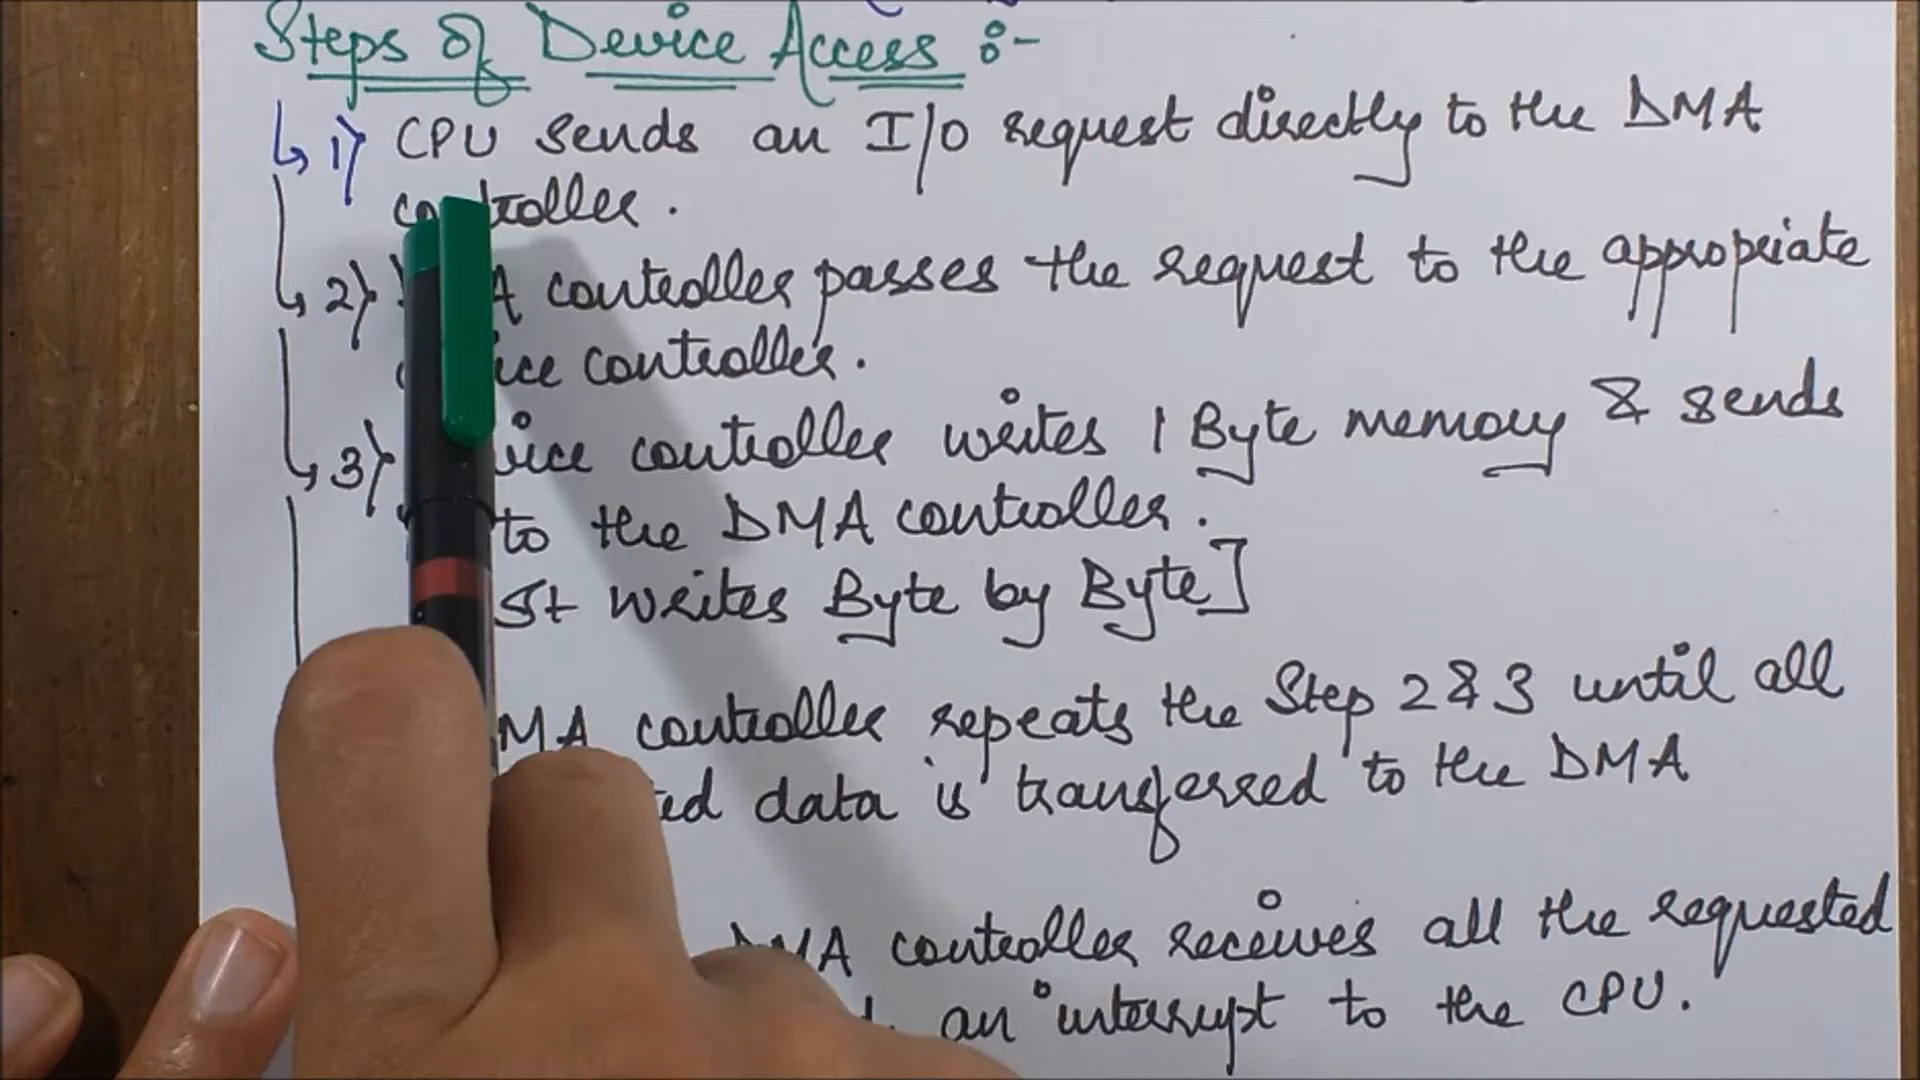 Steps of Device Access :-
1) CPU sends an I/O request directly to the DMA
controller.
2) controller passes the request to the appropriate
controller.
3) controller writes 1 Byte memory & sends
to the DMA controller.
It writes Byte by Byte]
controller repeats the Step 2 & 3 until all
data is transferred to the DMA
controller receives all the requested
an interrupt to the CPU.